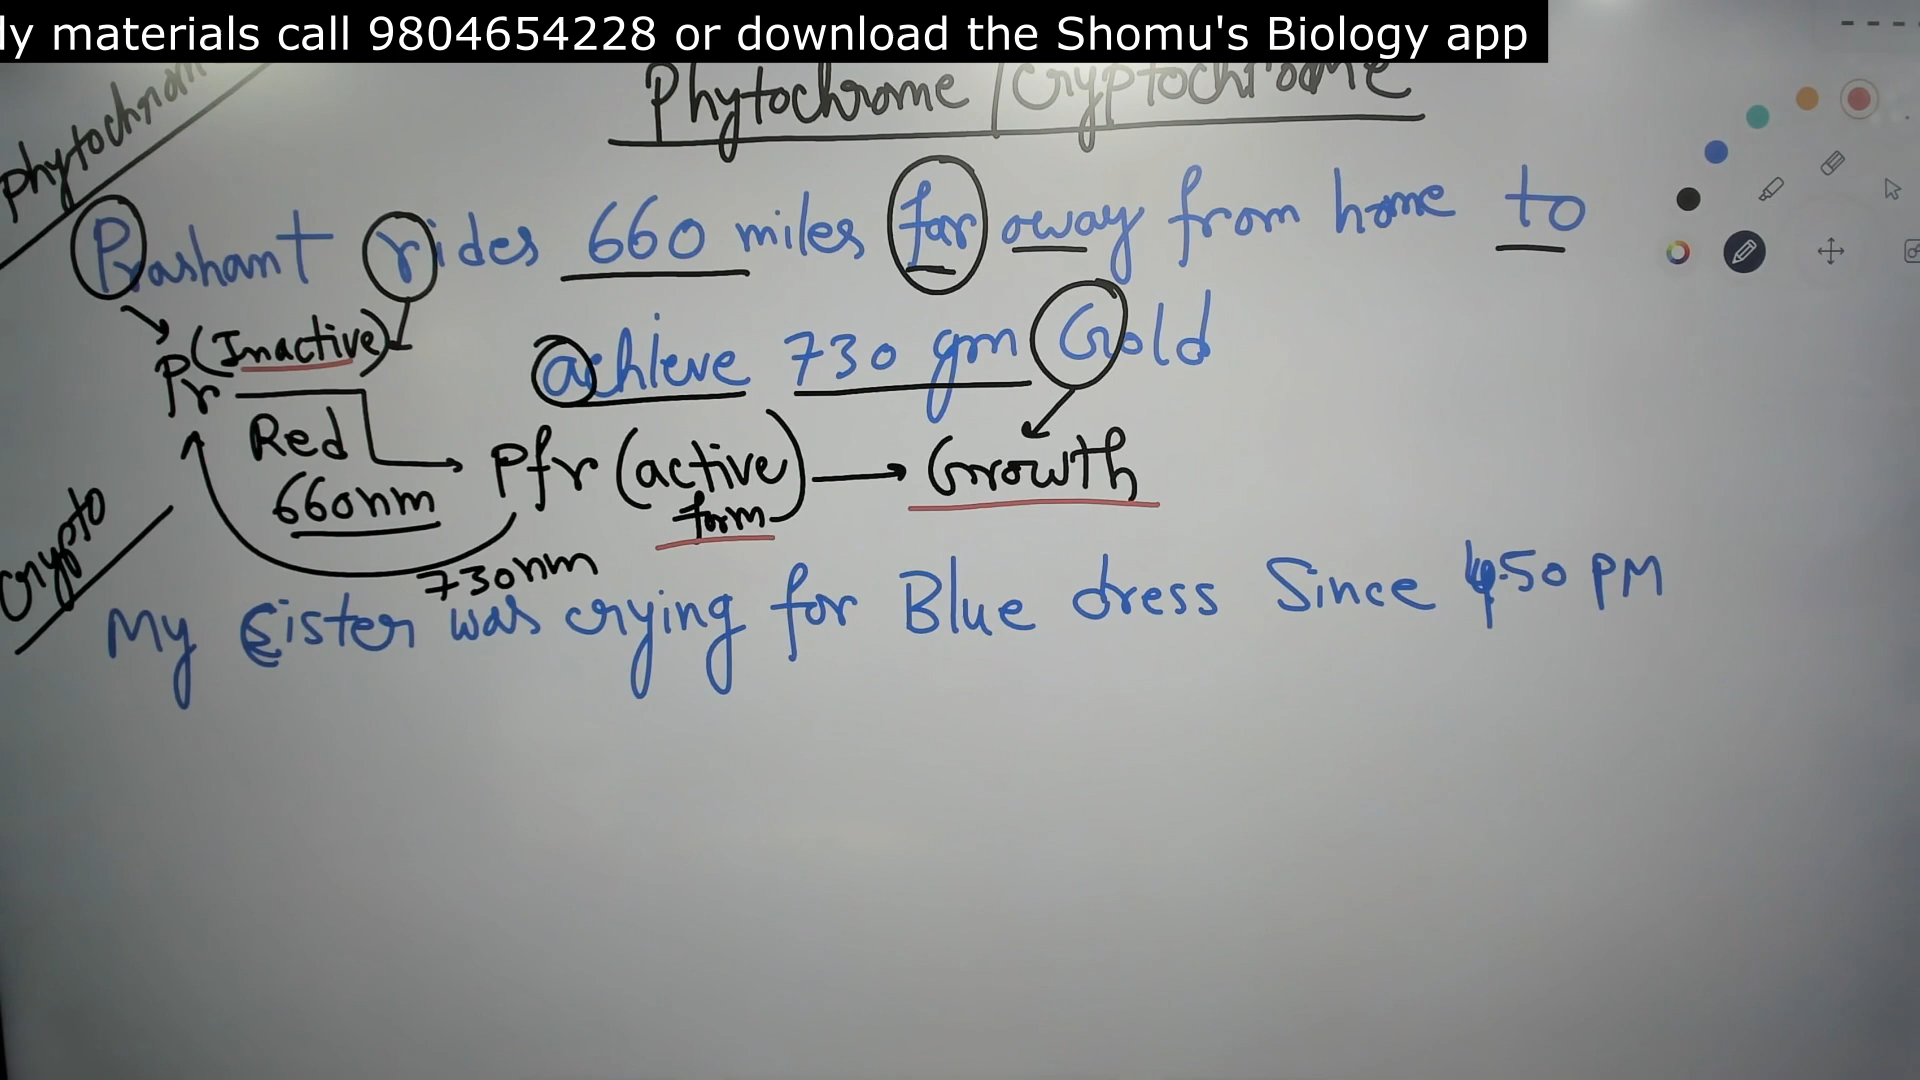 ly materials call 9804654228 or download the Shomu's Biology app
Phytochrome / Cryptochrome
Phytochrom
Prashant rides 660 miles far away from home to
achieve 730 gm Gold
Pr (Inactive)
Red
660nm
Pfr (active form) → Growth
730nm
Crypto
My sister was crying for Blue dress Since 4.50 PM